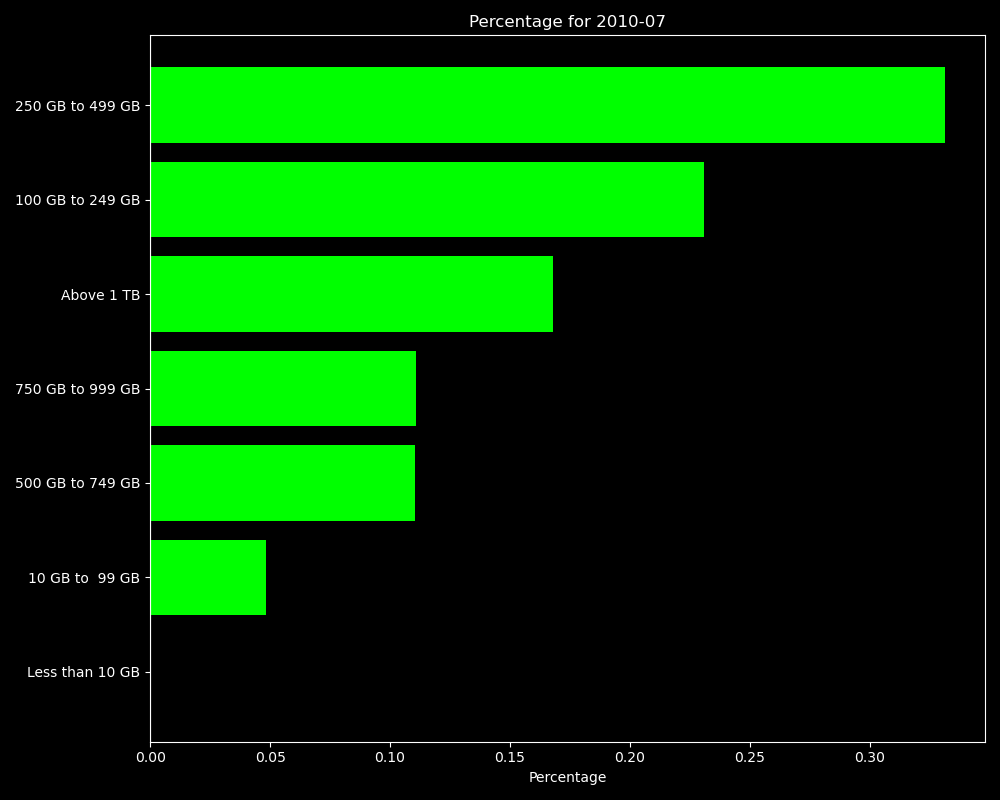 Percentage for 2010-07
250 GB to 499 GB
100 GB to 249 GB
Above 1 TB
750 GB to 999 GB
500 GB to 749 GB
10 GB to  99 GB
Less than 10 GB
0.00 0.05 0.10 0.15 0.20 0.25 0.30
Percentage